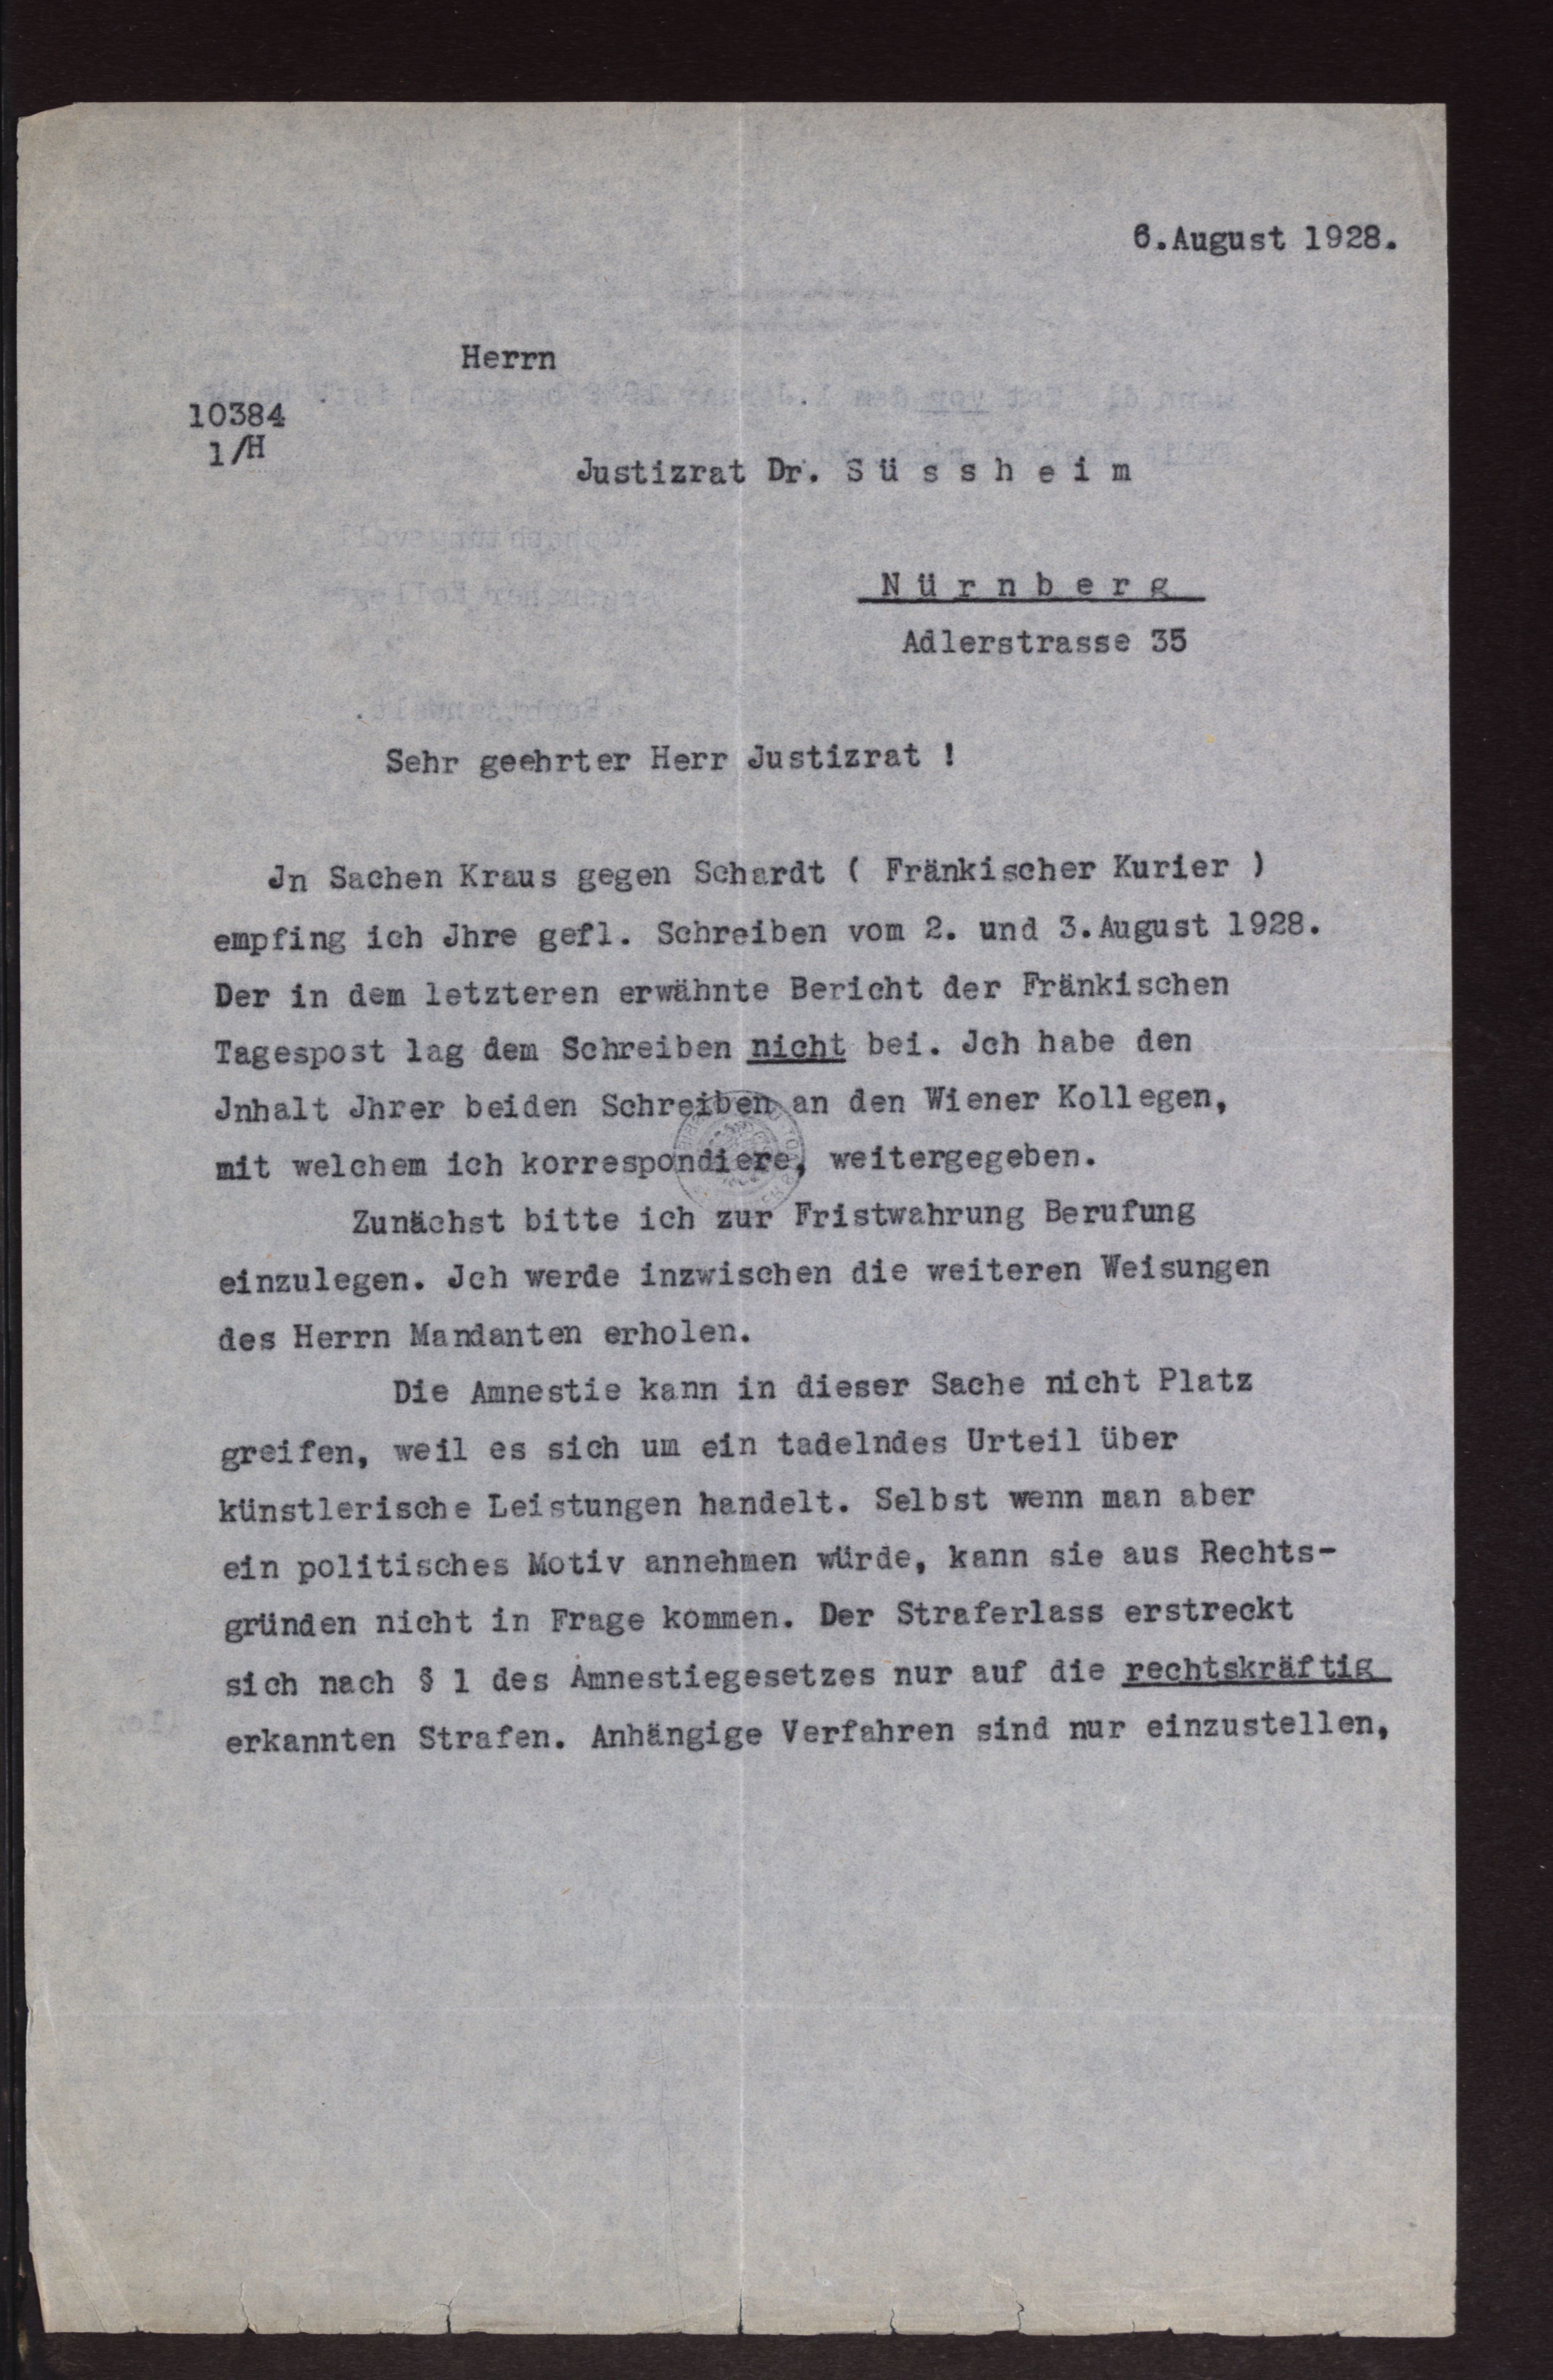 6.August 1928.
Herrn
10384
1/H
Justizrat Dr. S ü s s h e i m
N ü r n b e r g
Adlerstrasse 35
Sehr geehrter Herr Justizrat !
Jn Sachen Kraus gegen Schardt ( Fränkischer Kurier )
empfing ich Jhre gefl. Schreiben vom 2. und 3.August 1928.
Der in dem letzteren erwähnte Bericht der Fränkischen
Tagespost lag dem Schreiben nicht bei. Jch habe den
Jnhalt Jhrer beiden Schreiben an den Wiener Kollegen,
mit welchem ich korrespondiere, weitergegeben.
Zunächst bitte ich zur Fristwahrung Berufung
einzulegen. Jch werde inzwischen die weiteren Weisungen
des Herrn Mandanten erholen.
Die Amnestie kann in dieser Sache nicht Platz
greifen, weil es sich um ein tadelndes Urteil über
künstlerische Leistungen handelt. Selbst wenn man aber
ein politisches Motiv annehmen würde, kann sie aus Rechts-
gründen nicht in Frage kommen. Der Straferlass erstreckt
sich nach § 1 des Amnestiegesetzes nur auf die rechtskräftig
erkannten Strafen. Anhängige Verfahren sind nur einzustellen,